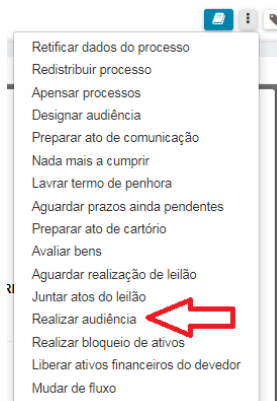 Retificar dados do processo
Redistribuir processo
Apensar processos
Designar audiência
Preparar ato de comunicação
Nada mais a cumprir
Lavrar termo de penhora
Aguardar prazos ainda pendentes
Preparar ato de cartório
Avaliar bens
Aguardar realização de leilão
Juntar atos do leilão
Realizar audiência
Realizar bloqueio de ativos
Liberar ativos financeiros do devedor
Mudar de fluxo